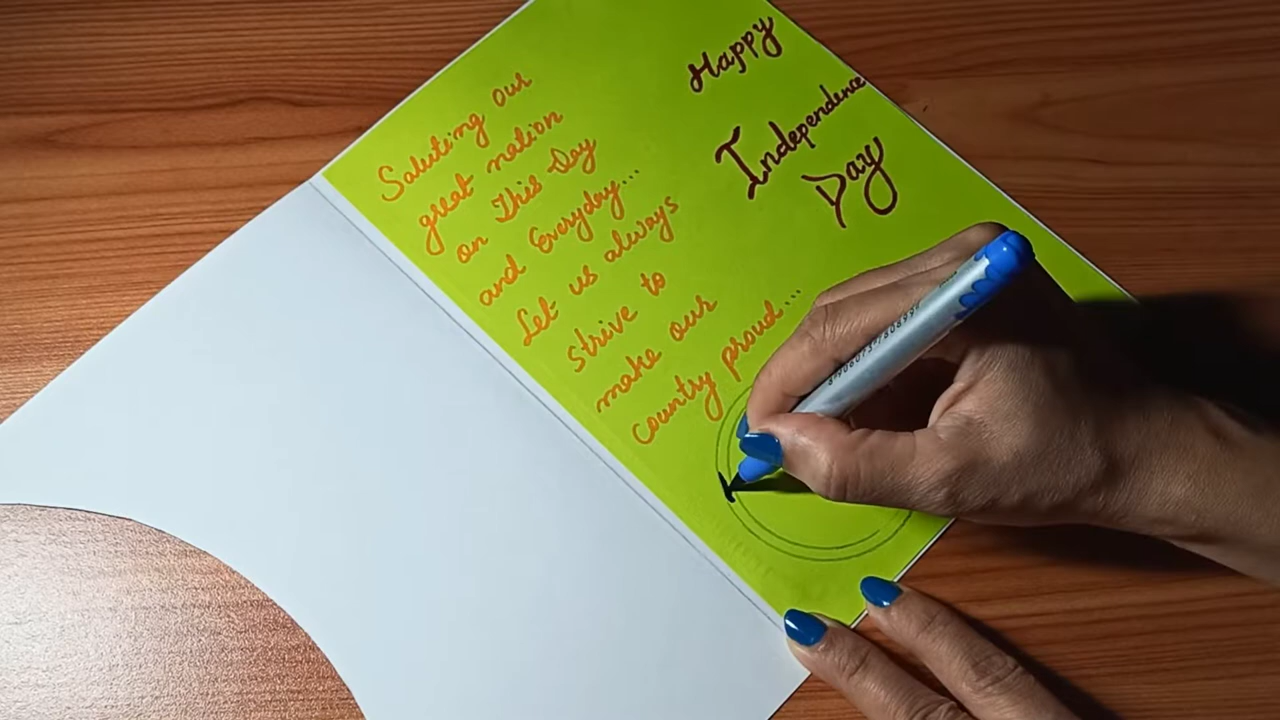 Happy
Independence
Day
Saluting our
great nation
on This Day
and Everyday...
Let us always
strive to
make our
country proud...